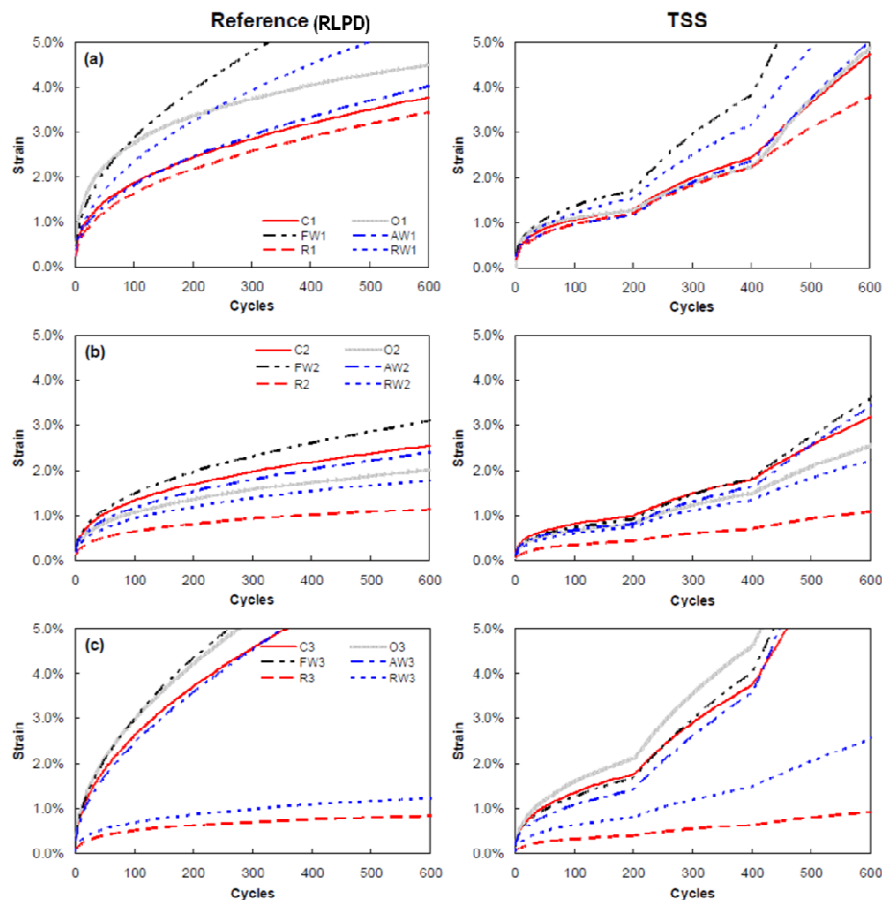 Reference (RLPD)
TSS
5.0%
4.0%
3.0%
2.0%
1.0%
0.0%
Strain
(a)
C1 O1
FW1 AW1
R1 RW1
0 100 200 300 400 500 600
Cycles
5.0%
4.0%
3.0%
2.0%
1.0%
0.0%
Strain
0 100 200 300 400 500 600
Cycles
5.0%
4.0%
3.0%
2.0%
1.0%
0.0%
Strain
(b)
C2 O2
FW2 AW2
R2 RW2
0 100 200 300 400 500 600
Cycles
5.0%
4.0%
3.0%
2.0%
1.0%
0.0%
Strain
0 100 200 300 400 500 600
Cycles
5.0%
4.0%
3.0%
2.0%
1.0%
0.0%
Strain
(c)
C3 O3
FW3 AW3
R3 RW3
0 100 200 300 400 500 600
Cycles
5.0%
4.0%
3.0%
2.0%
1.0%
0.0%
Strain
0 100 200 300 400 500 600
Cycles